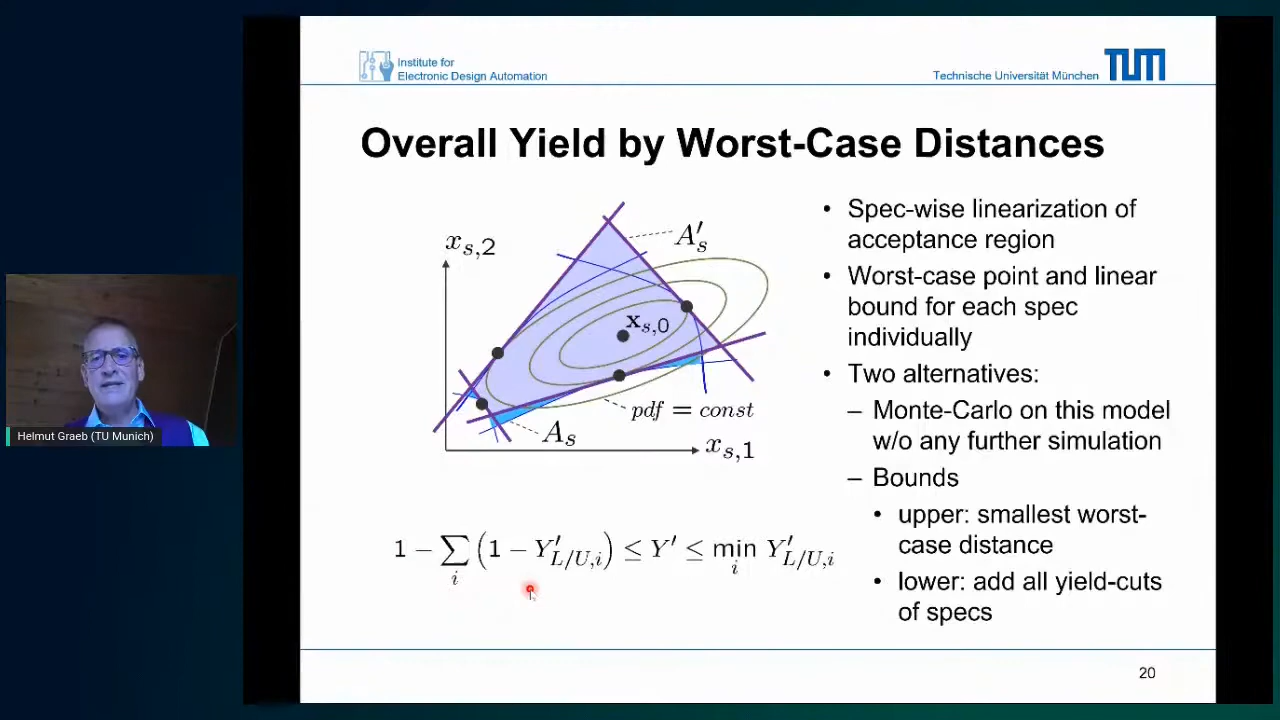 Institute for
Electronic Design Automation
Technische Universität München
TUM
Overall Yield by Worst-Case Distances
x_{s,2}
A'_s
x_{s,0}
pdf = const
A_s
x_{s,1}
1 − ∑_i (1 − Y'_{L/U,i}) ≤ Y' ≤ min_i Y'_{L/U,i}
• Spec-wise linearization of
acceptance region
• Worst-case point and linear
bound for each spec
individually
• Two alternatives:
– Monte-Carlo on this model
w/o any further simulation
– Bounds
• upper: smallest worst-
case distance
• lower: add all yield-cuts
of specs
20
Helmut Graeb (TU Munich)